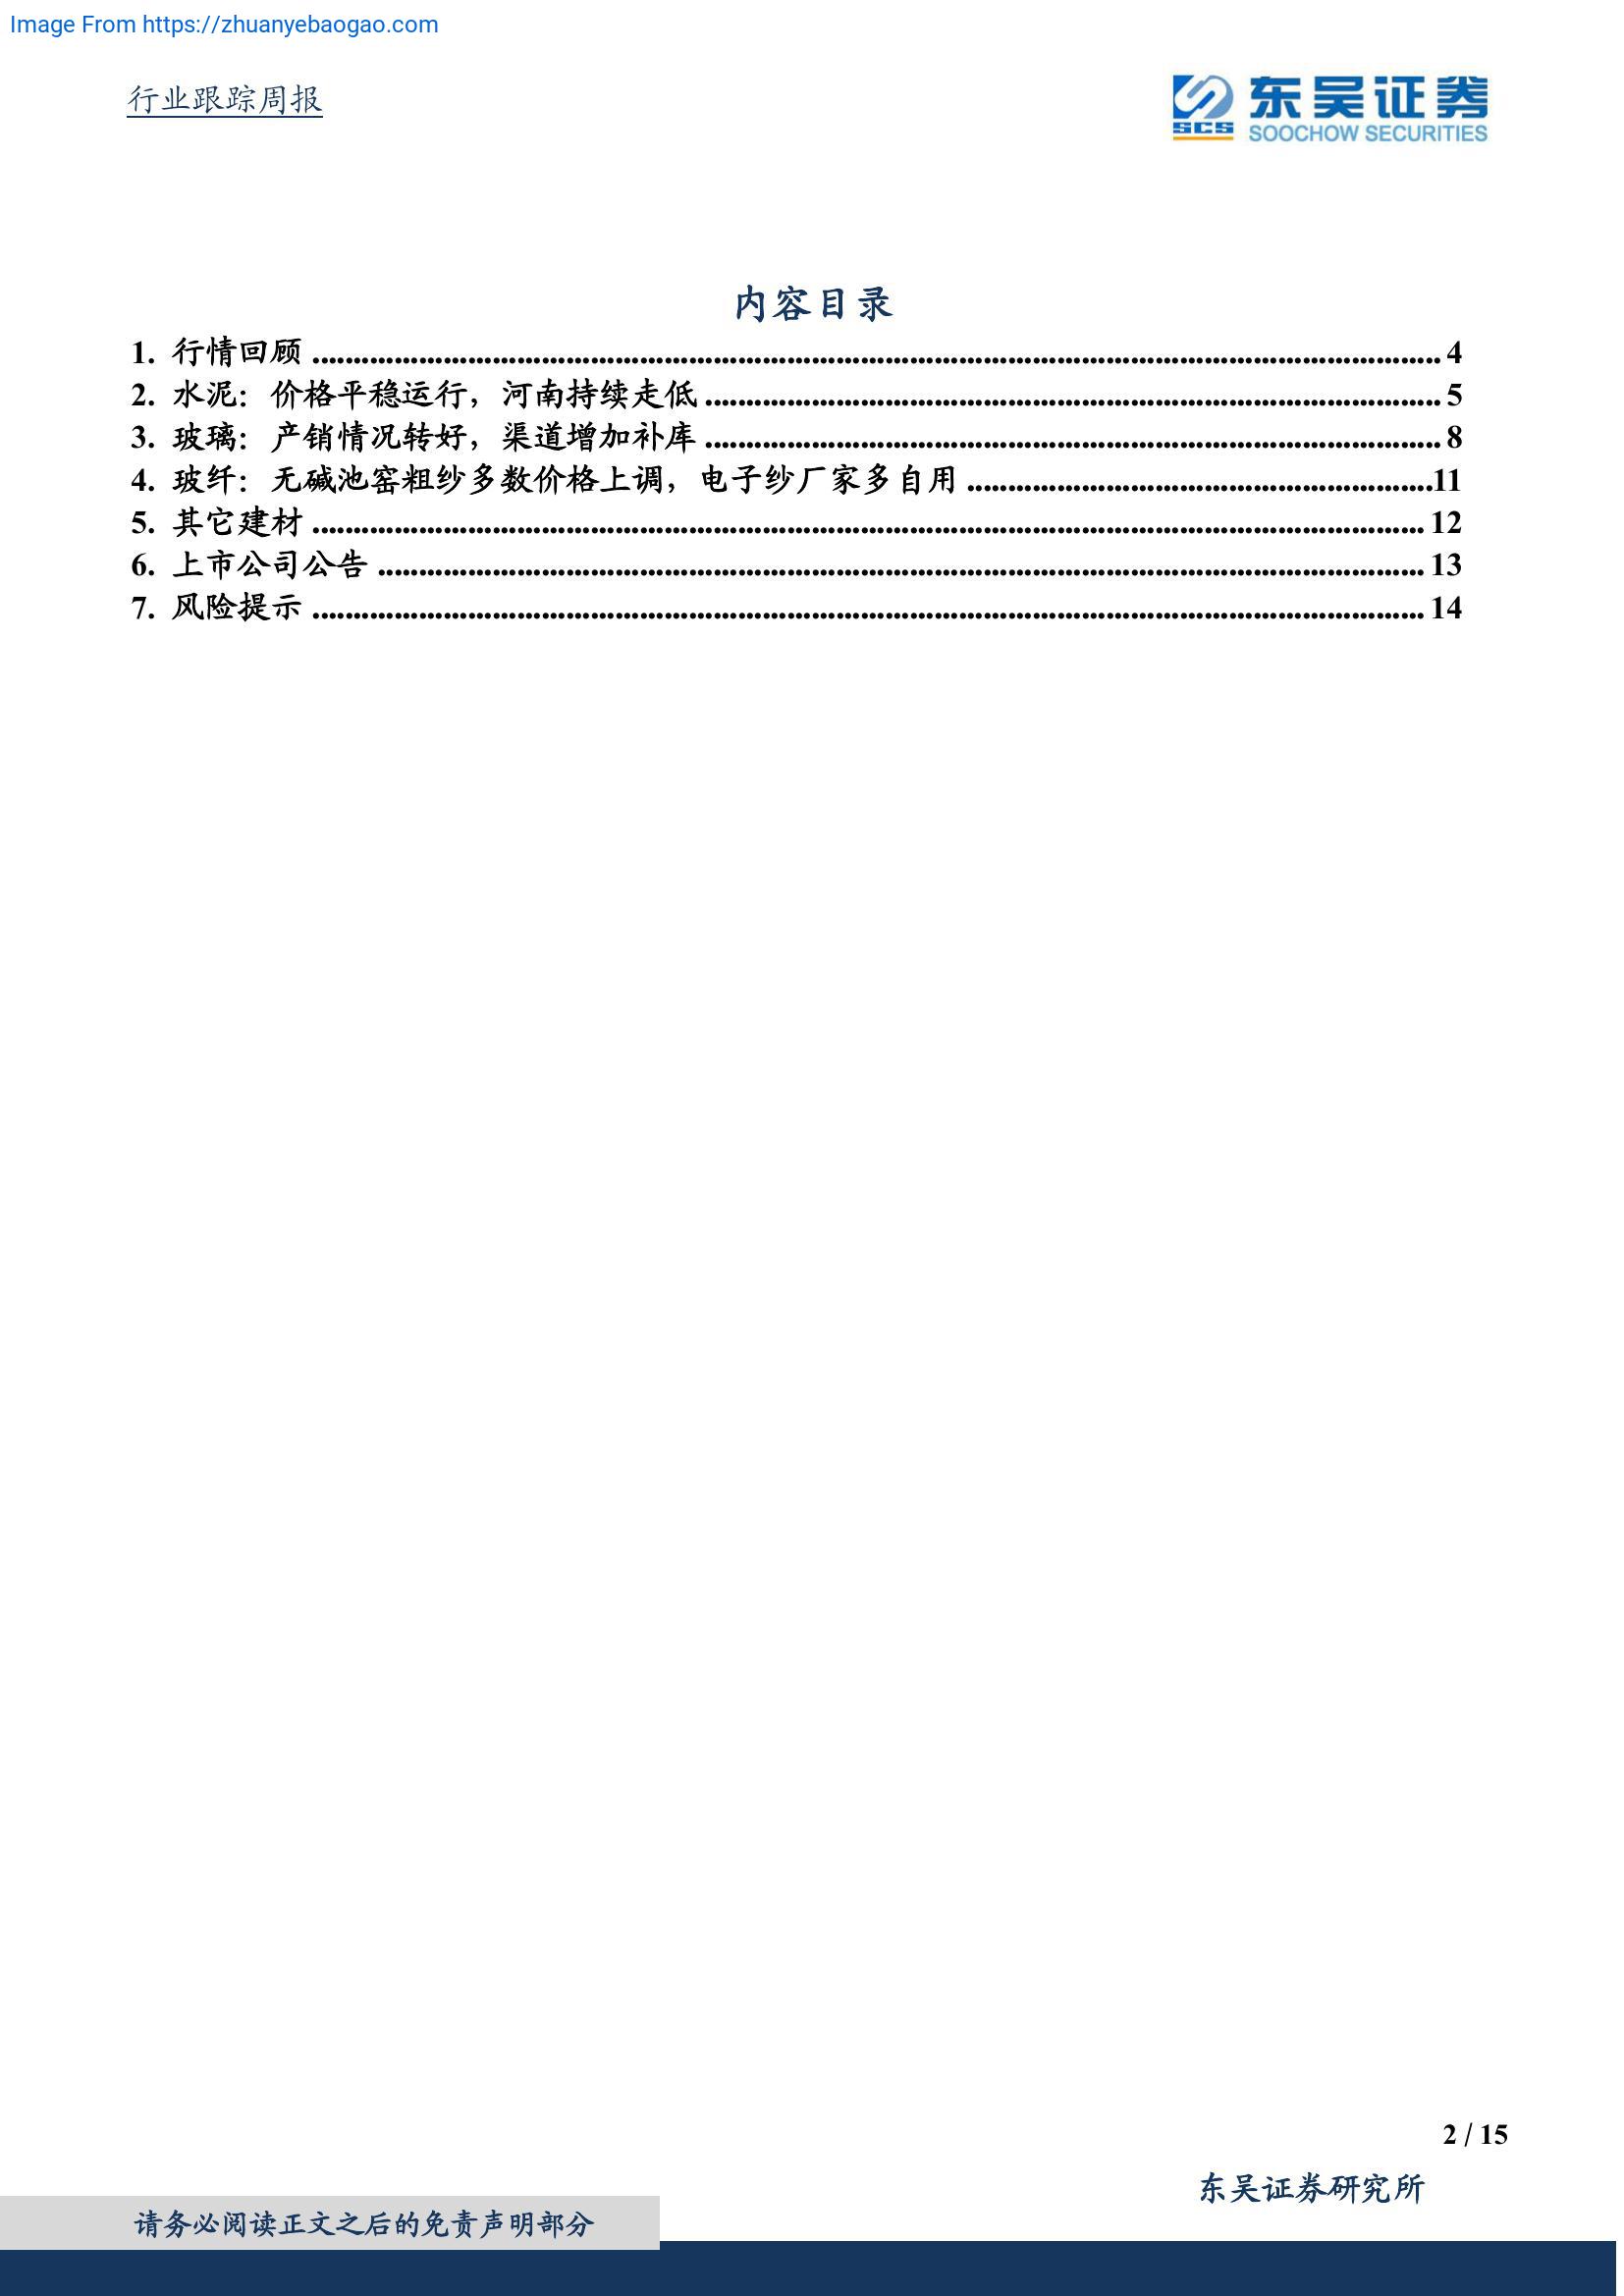 Image From https://zhuanyebaogao.com
行业跟踪周报
SCS 东吴证券
SOOCHOW SECURITIES
内容目录
1. 行情回顾 ........................................ 4
2. 水泥：价格平稳运行，河南持续走低 ........................................ 5
3. 玻璃：产销情况转好，渠道增加补库 ........................................ 8
4. 玻纤：无碱池窑粗纱多数价格上调，电子纱厂家多自用 ........................................ 11
5. 其它建材 ........................................ 12
6. 上市公司公告 ........................................ 13
7. 风险提示 ........................................ 14
2 / 15
东吴证券研究所
请务必阅读正文之后的免责声明部分